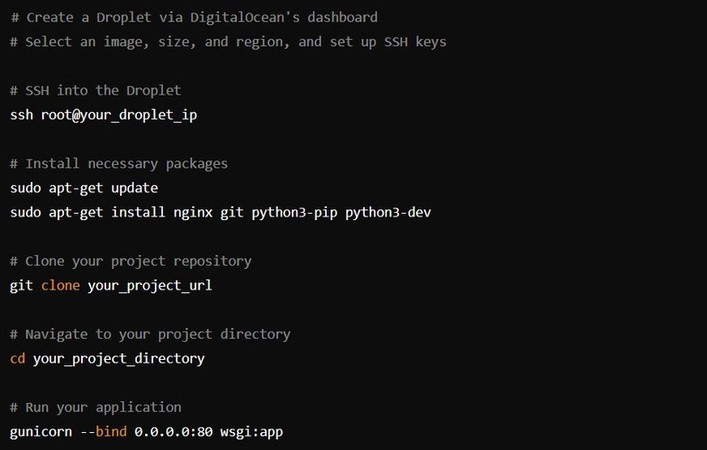 # Create a Droplet via DigitalOcean's dashboard
# Select an image, size, and region, and set up SSH keys
# SSH into the Droplet
ssh root@your_droplet_ip
# Install necessary packages
sudo apt-get update
sudo apt-get install nginx git python3-pip python3-dev
# Clone your project repository
git clone your_project_url
# Navigate to your project directory
cd your_project_directory
# Run your application
gunicorn --bind 0.0.0.0:80 wsgi:app